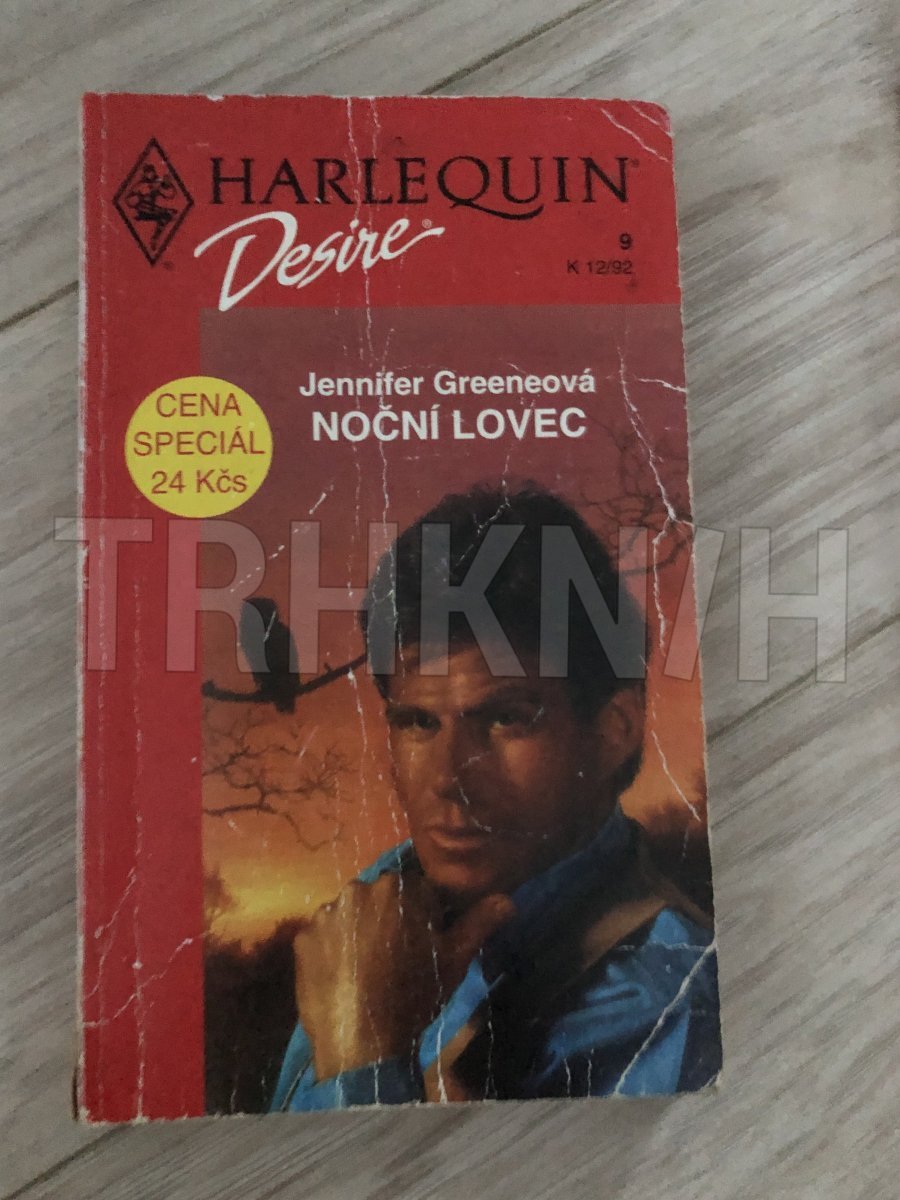 HARLEQUIN®
Desire®
9
K 12/92
Jennifer Greeneová
NOČNÍ LOVEC
CENA
SPECIÁL
24 Kčs
TRHKNIH